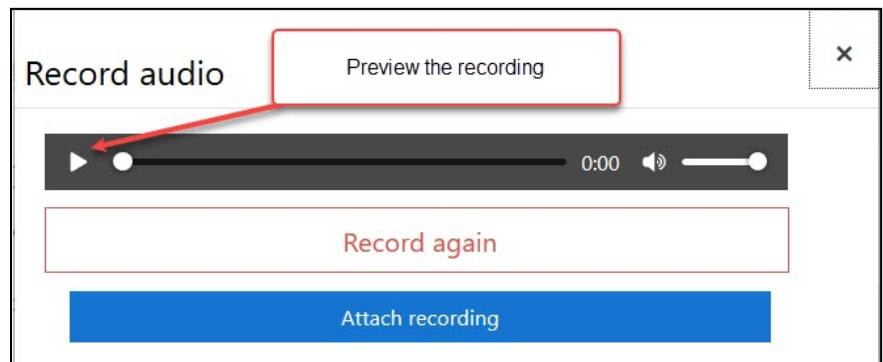 Record audio
Preview the recording
×
0:00
Record again
Attach recording